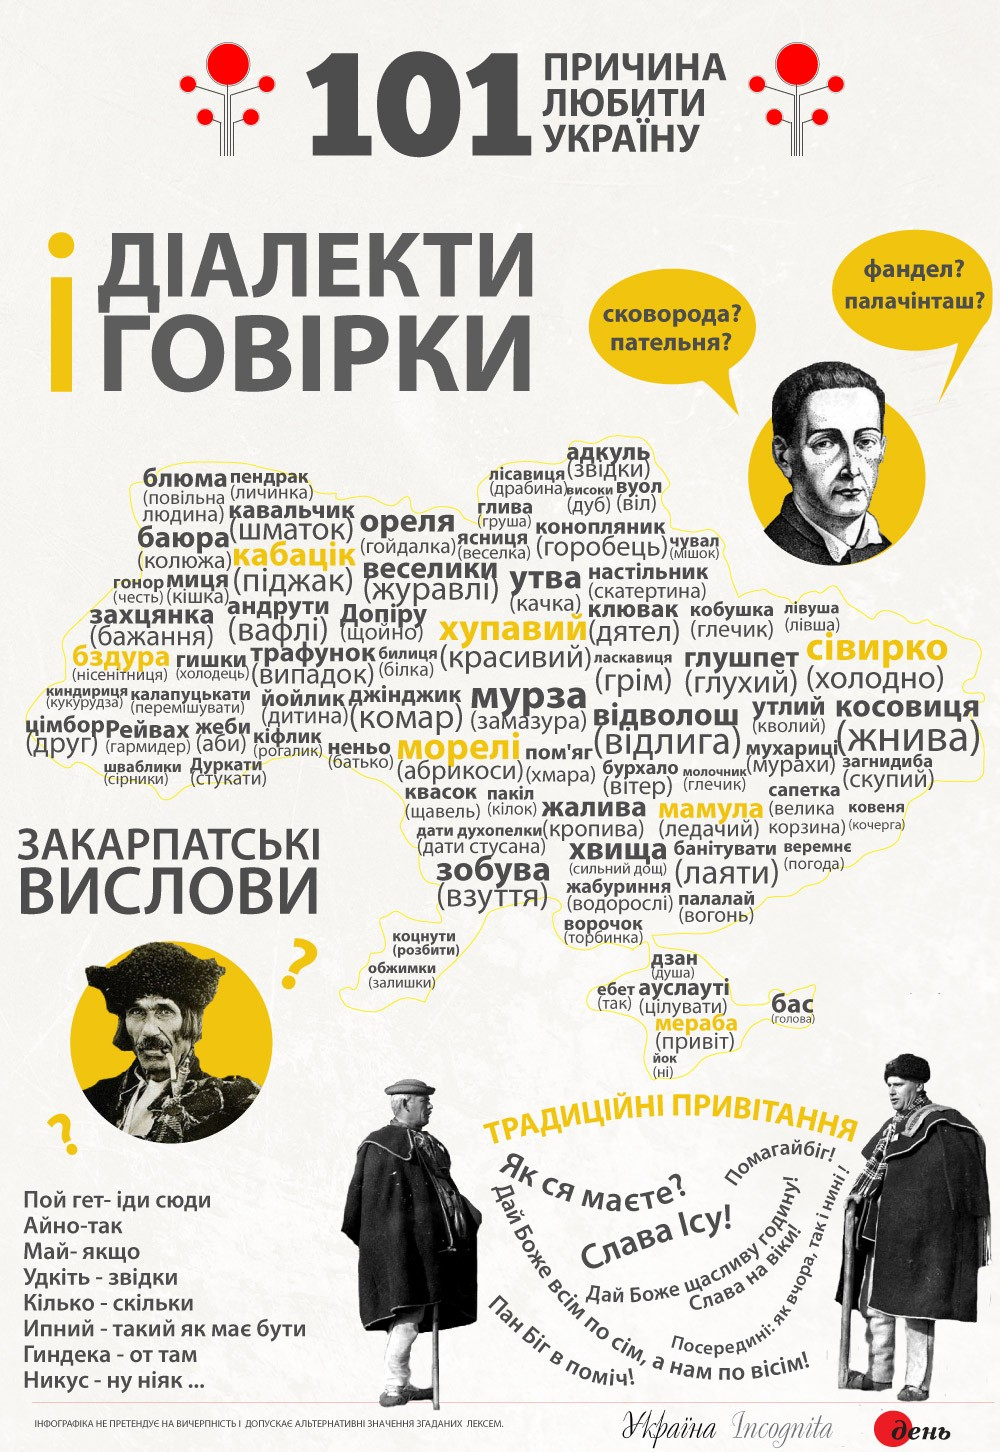 101
ПРИЧИНА
ЛЮБИТИ
УКРАЇНУ
і ДІАЛЕКТИ
ГОВІРКИ
сковорода?
пательня?
фандел?
палачінташ?
адкуль
(звідки)
блюма
(повільна
людина)
пендрак
(личинка)
лісавиця
(драбина)
високи
(дуб)
вуол
(віл)
кавальчик
(шматок)
глива
(груша)
ореля
(гойдалка)
конопляник
(горобець)
баюра
(колюжа)
ясниця
(веселка)
чувал
(мішок)
кабацік
(піджак)
веселики
(журавлі)
утва
(качка)
настільник
(скатертина)
гонор
(честь)
миця
(кішка)
захцянка
(бажання)
андрути
(вафлі)
Допіру
(щойно)
клювак
(дятел)
кобушка
(глечик)
лівуша
(лівша)
хупавий
(красивий)
бздура
(нісенітниця)
гишки
(холодець)
трафунок
(випадок)
билиця
(білка)
ласкавиця
(грім)
глушпет
(глухий)
сівирко
(холодно)
киндириця
(кукурудза)
калапуцькати
(перемішувати)
йойлик
(дитина)
джінджик
(комар)
мурза
(замазура)
відволош
(відлига)
утлий
(кволий)
косовиця
(жнива)
цімбор
(друг)
Рейвах
(гармидер)
жеби
(аби)
кіфлик
(рогалик)
неньо
(батько)
морелі
(абрикоси)
пом'яг
(хмара)
мухариці
(мурахи)
загнидиба
(скупий)
шваблики
(сірники)
Дуркати
(стукати)
бурхало
(вітер)
молочник
(глечик)
квасок
(щавель)
пакіл
(кілок)
жалива
(кропива)
мамула
(ледачий)
сапетка
(велика
корзина)
ковеня
(кочерга)
дати духопелки
(дати стусана)
хвища
(сильний дощ)
банітувати
(лаяти)
веремнє
(погода)
зобува
(взуття)
жабуриння
(водорослі)
палалай
(вогонь)
ворочок
(торбинка)
коцнути
(розбити)
обжимки
(залишки)
дзан
(душа)
ебет
(так)
ауслауті
(цілувати)
бас
(голова)
мераба
(привіт)
йок
(ні)
ЗАКАРПАТСЬКІ
ВИСЛОВИ
?
?
Пой гет- іди сюди
Айно-так
Май- якщо
Удкіть - звідки
Кілько - скільки
Ипний - такий як має бути
Гиндека - от там
Никус - ну ніяк ...
ТРАДИЦІЙНІ ПРИВІТАННЯ
Як ся маєте?
Помагайбіг!
Слава Ісу!
Дай Боже щасливу годину!
Слава на віки!
Дай Боже всім по сім, а нам по вісім!
Посередині: як вчора, так і нині !
Пан Біг в поміч!
ІНФОГРАФІКА НЕ ПРЕТЕНДУЄ НА ВИЧЕРПНІСТЬ І ДОПУСКАЄ АЛЬТЕРНАТИВНІ ЗНАЧЕННЯ ЗГАДАНИХ ЛЕКСЕМ.
Україна Incognita
день